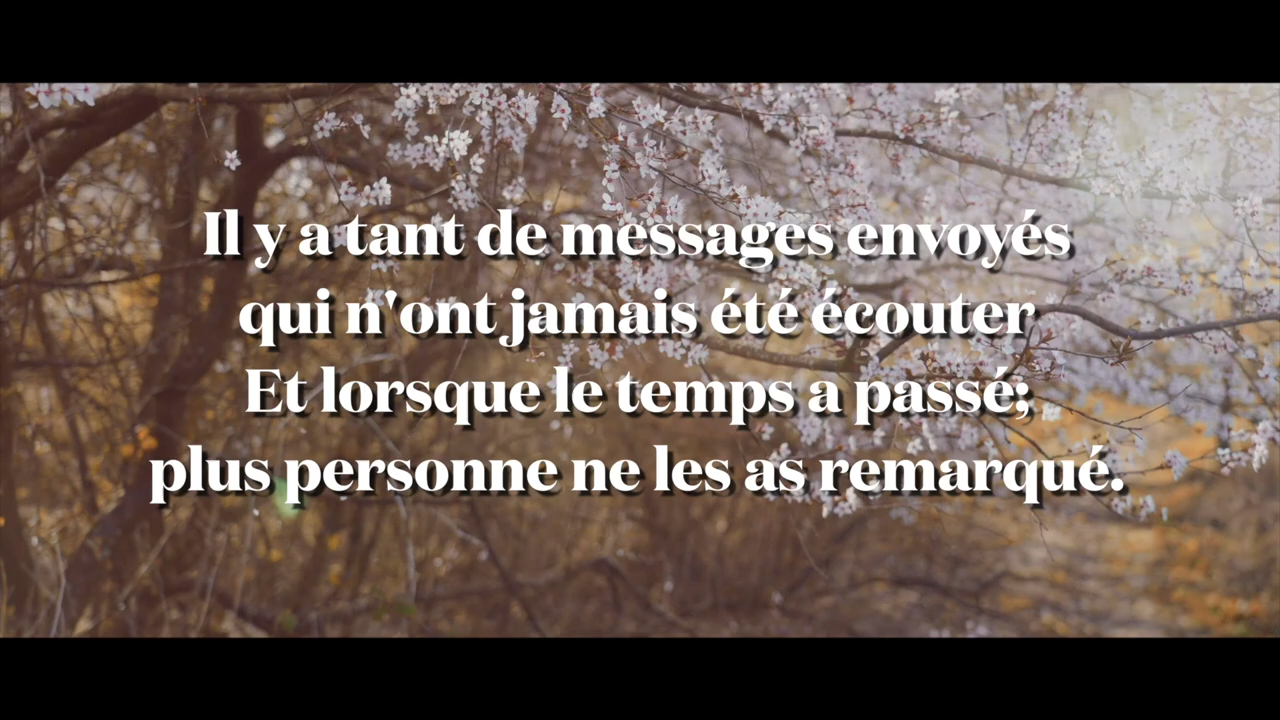 Il y a tant de messages envoyés
qui n'ont jamais été écouter
Et lorsque le temps a passé;
plus personne ne les as remarqué.